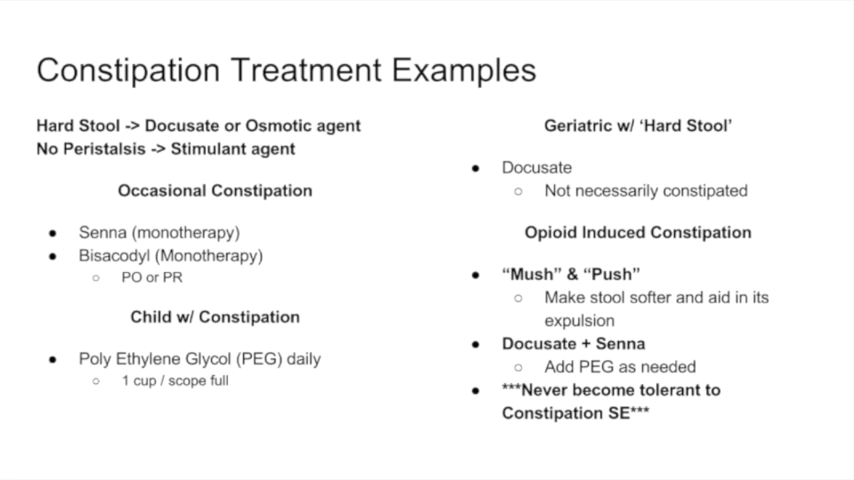 Constipation Treatment Examples
Hard Stool -> Docusate or Osmotic agent
No Peristalsis -> Stimulant agent
Occasional Constipation
● Senna (monotherapy)
● Bisacodyl (Monotherapy)
○ PO or PR
Child w/ Constipation
● Poly Ethylene Glycol (PEG) daily
○ 1 cup / scope full
Geriatric w/ ‘Hard Stool’
● Docusate
○ Not necessarily constipated
Opioid Induced Constipation
● “Mush” & “Push”
○ Make stool softer and aid in its
expulsion
● Docusate + Senna
○ Add PEG as needed
● ***Never become tolerant to
Constipation SE***